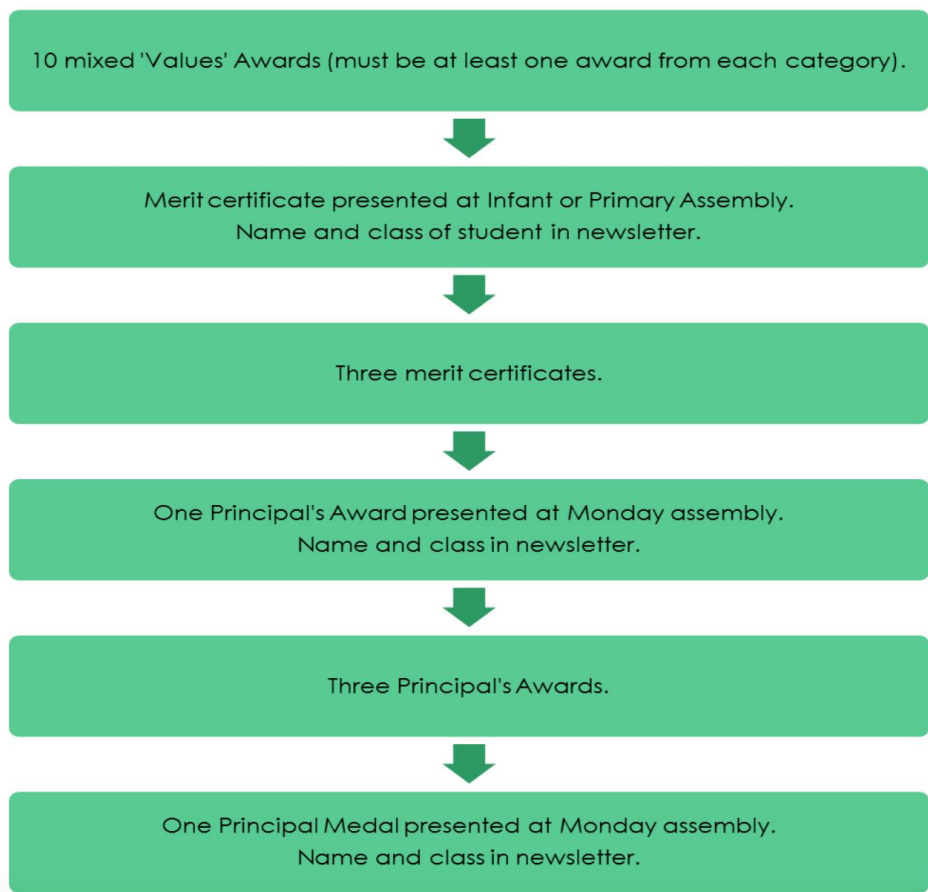 10 mixed 'Values' Awards (must be at least one award from each category).
Merit certificate presented at Infant or Primary Assembly.
Name and class of student in newsletter.
Three merit certificates.
One Principal's Award presented at Monday assembly.
Name and class in newsletter.
Three Principal's Awards.
One Principal Medal presented at Monday assembly.
Name and class in newsletter.